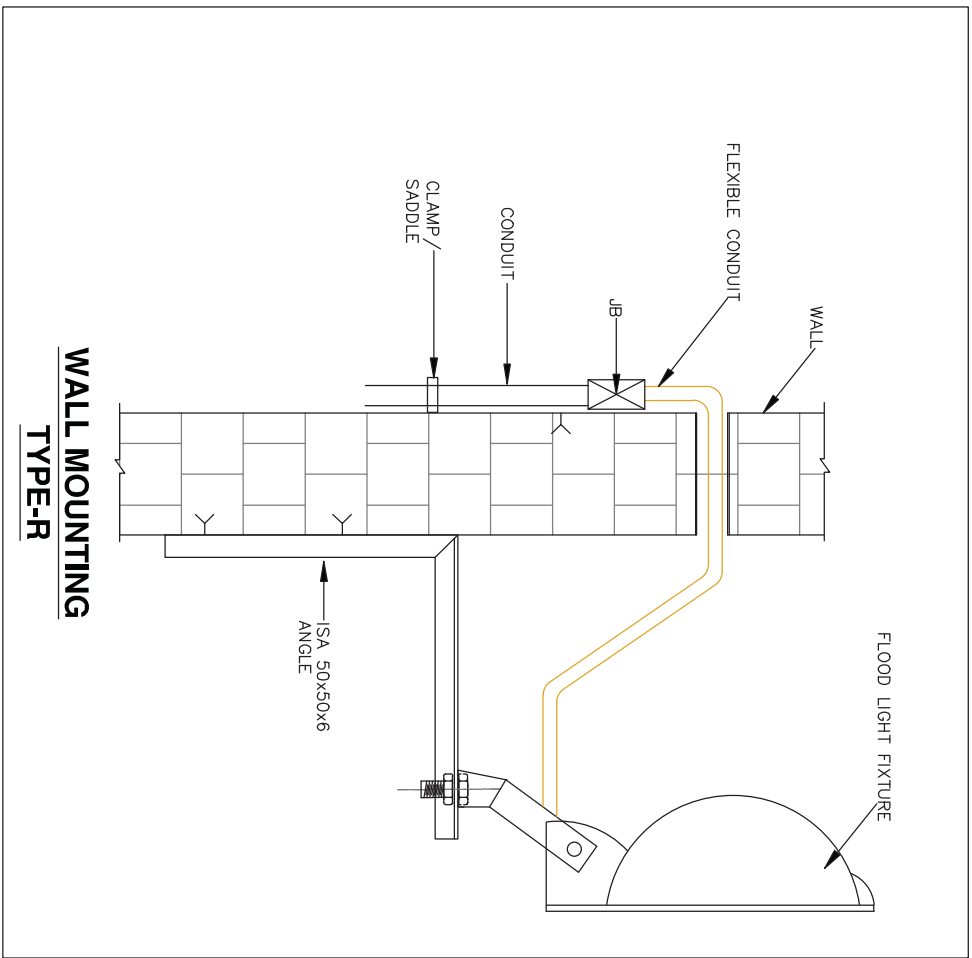 FLOOD LIGHT FIXTURE
WALL
FLEXIBLE CONDUIT
JB
CONDUIT
CLAMP/
SADDLE
ISA 50x50x6
ANGLE
WALL MOUNTING
TYPE-R